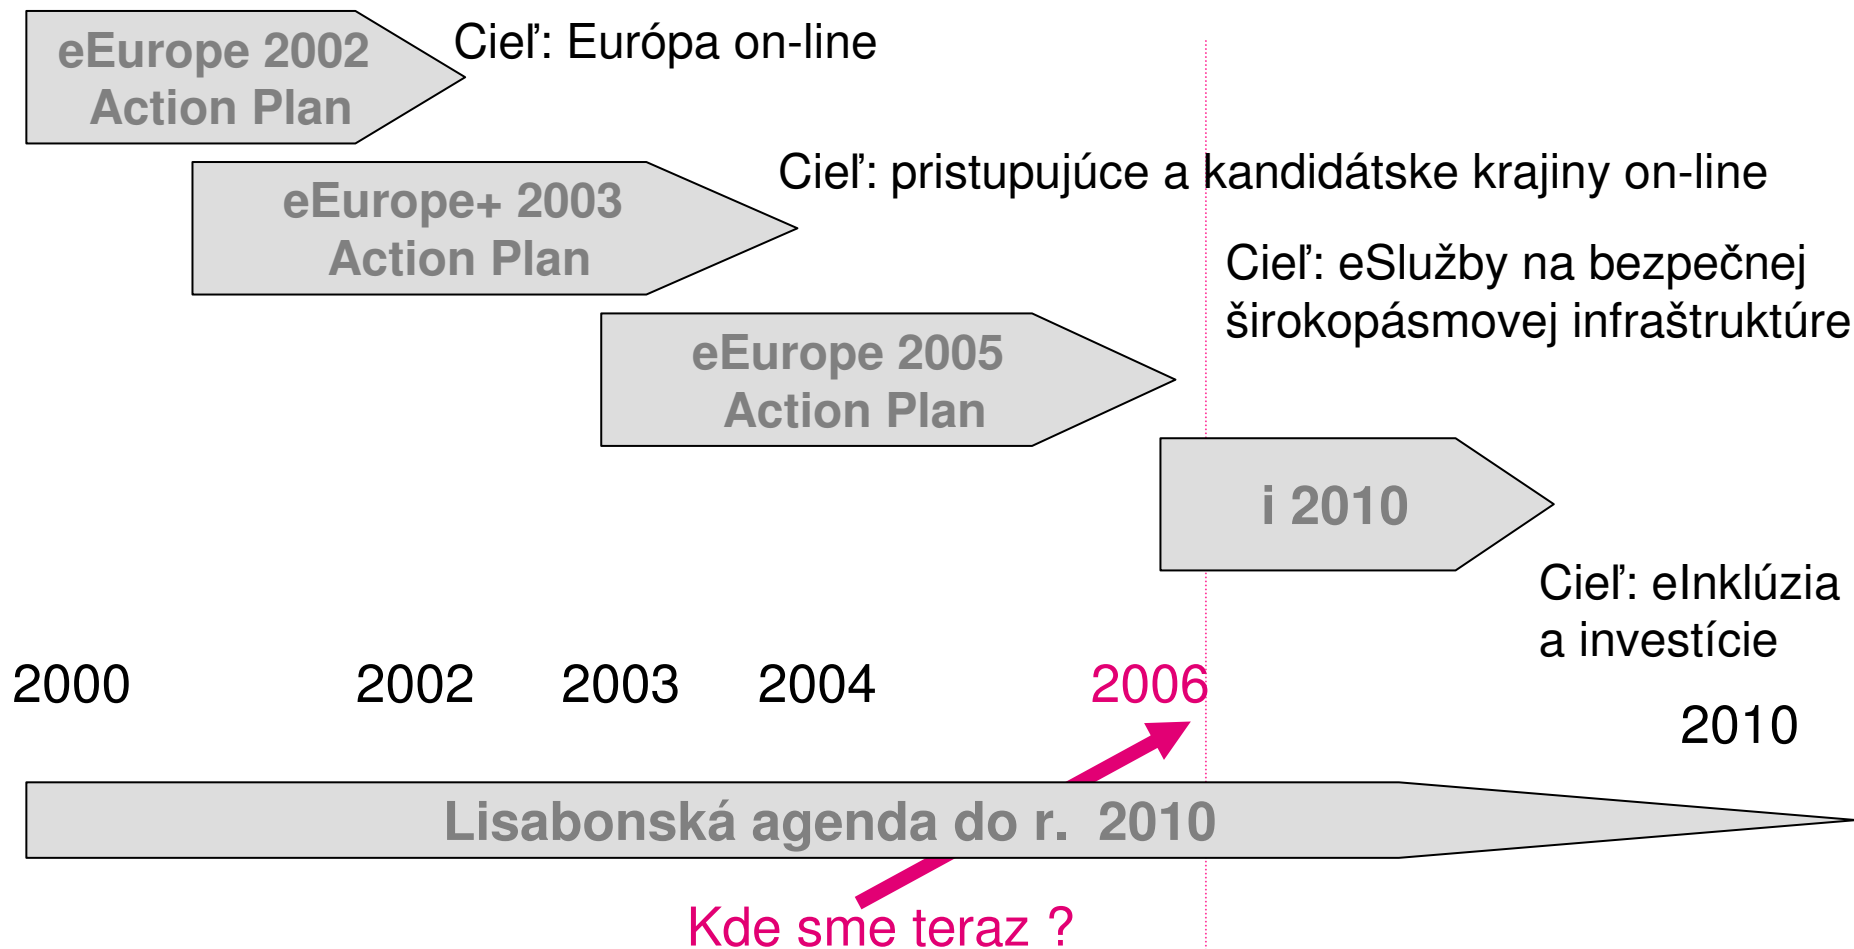 eEurope 2002
Action Plan
Cieľ: Európa on-line
eEurope+ 2003
Action Plan
Cieľ: pristupujúce a kandidátske krajiny on-line
eEurope 2005
Action Plan
Cieľ: eSlužby na bezpečnej
širokopásmovej infraštruktúre
i 2010
Cieľ: eInklúzia
a investície
2000 2002 2003 2004 2006
2010
Lisabonská agenda do r. 2010
Kde sme teraz ?